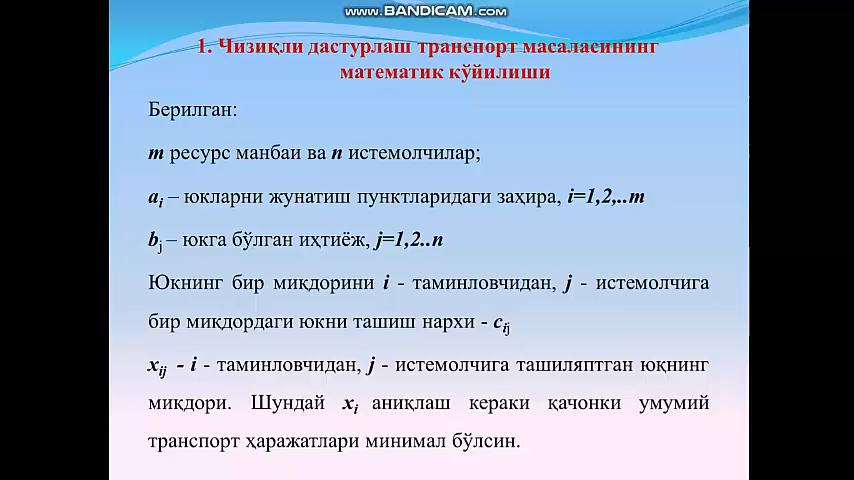 WWW.BANDICAM.COM
1. Чизиқли дастурлаш транспорт масаласининг
математик кўйилиши
Берилган:
m ресурс манбаи ва n истемолчилар;
ai – юкларни жунатиш пунктларидаги заҳира, i=1,2,..m
bj – юкга бўлган иҳтиёж, j=1,2..n
Юкнинг бир миқдорини i - таминловчидан, j - истемолчига
бир миқдордаги юкни ташиш нархи - cij
xij - i - таминловчидан, j - истемолчига ташиляптган юқнинг
миқдори. Шундай xi аниқлаш кераки қачонки умумий
транспорт ҳаражатлари минимал бўлсин.